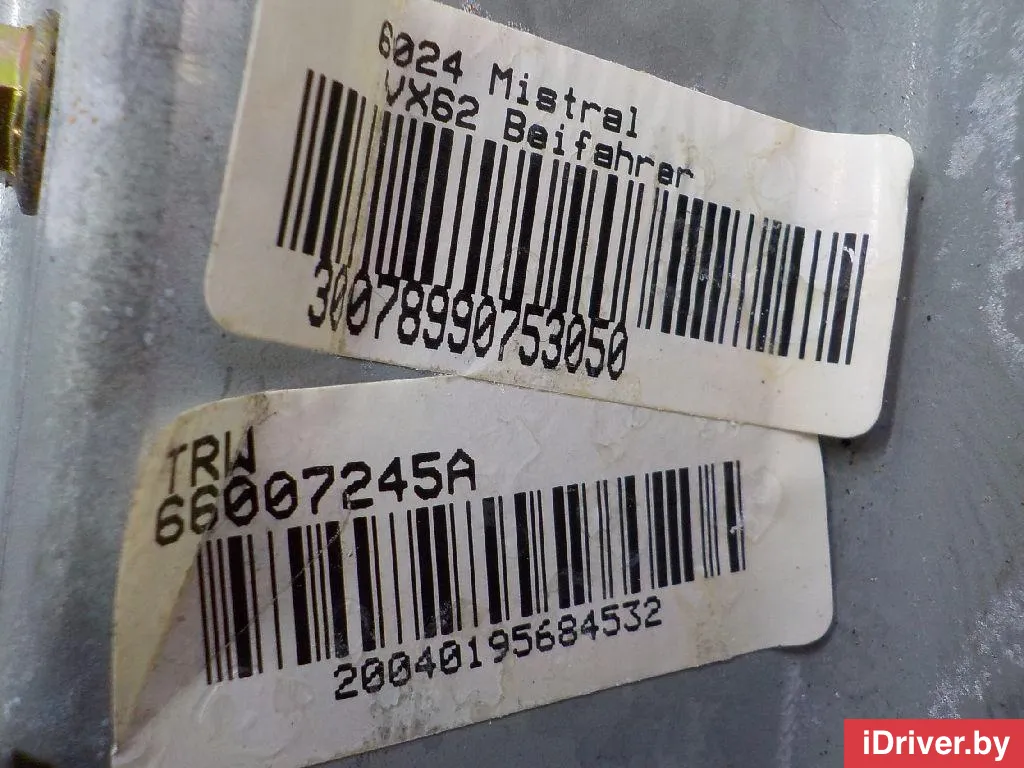 6024 Mistral
VX62 Beifahrer
30078990753050
TRW
66007245A
20040195684532
iDriver.by